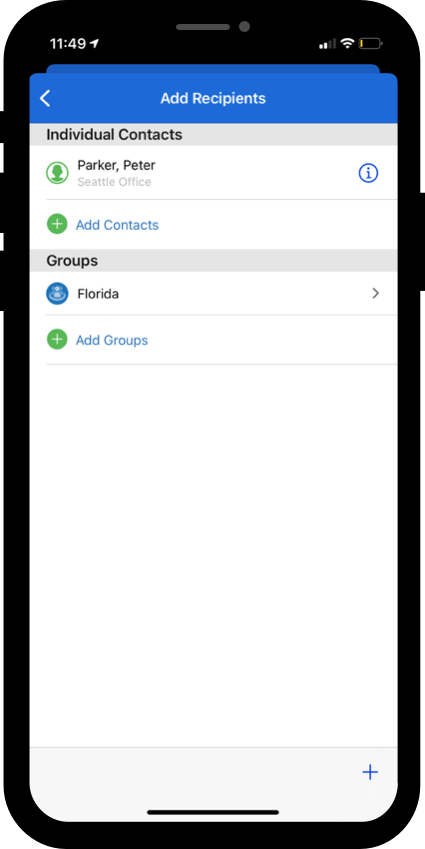 11:49
Add Recipients
Individual Contacts
Parker, Peter
Seattle Office
Add Contacts
Groups
Florida
Add Groups